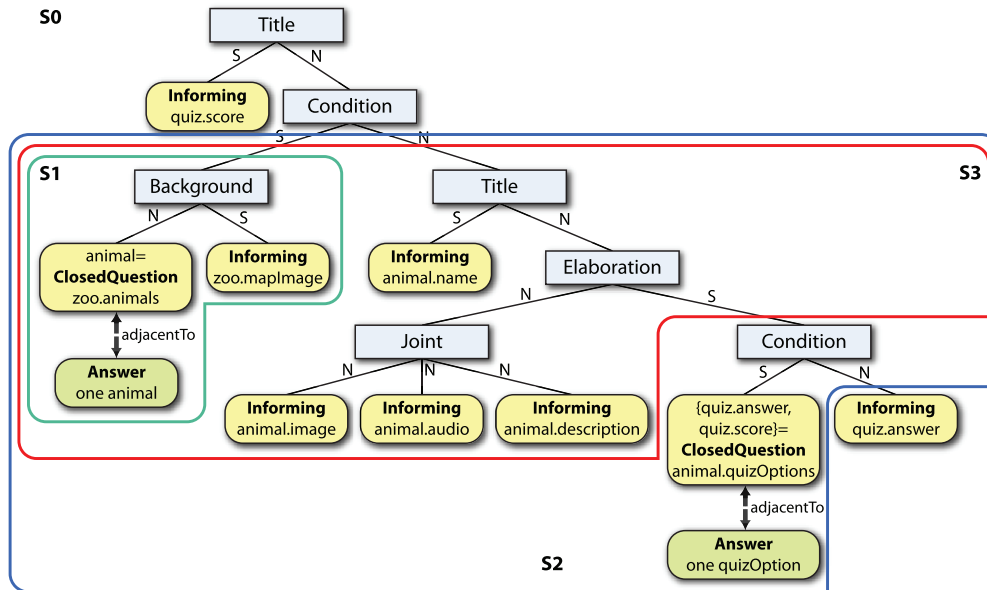 S0
Title
S
N
Informing
quiz.score
Condition
S
N
S1
S3
Background
Title
N
S
S
N
animal=
ClosedQuestion
zoo.animals
Informing
zoo.mapImage
Informing
animal.name
Elaboration
N
S
adjacentTo
Joint
Condition
N
N
N
S
N
Answer
one animal
Informing
animal.image
Informing
animal.audio
Informing
animal.description
{quiz.answer,
quiz.score}=
ClosedQuestion
animal.quizOptions
Informing
quiz.answer
adjacentTo
Answer
one quizOption
S2